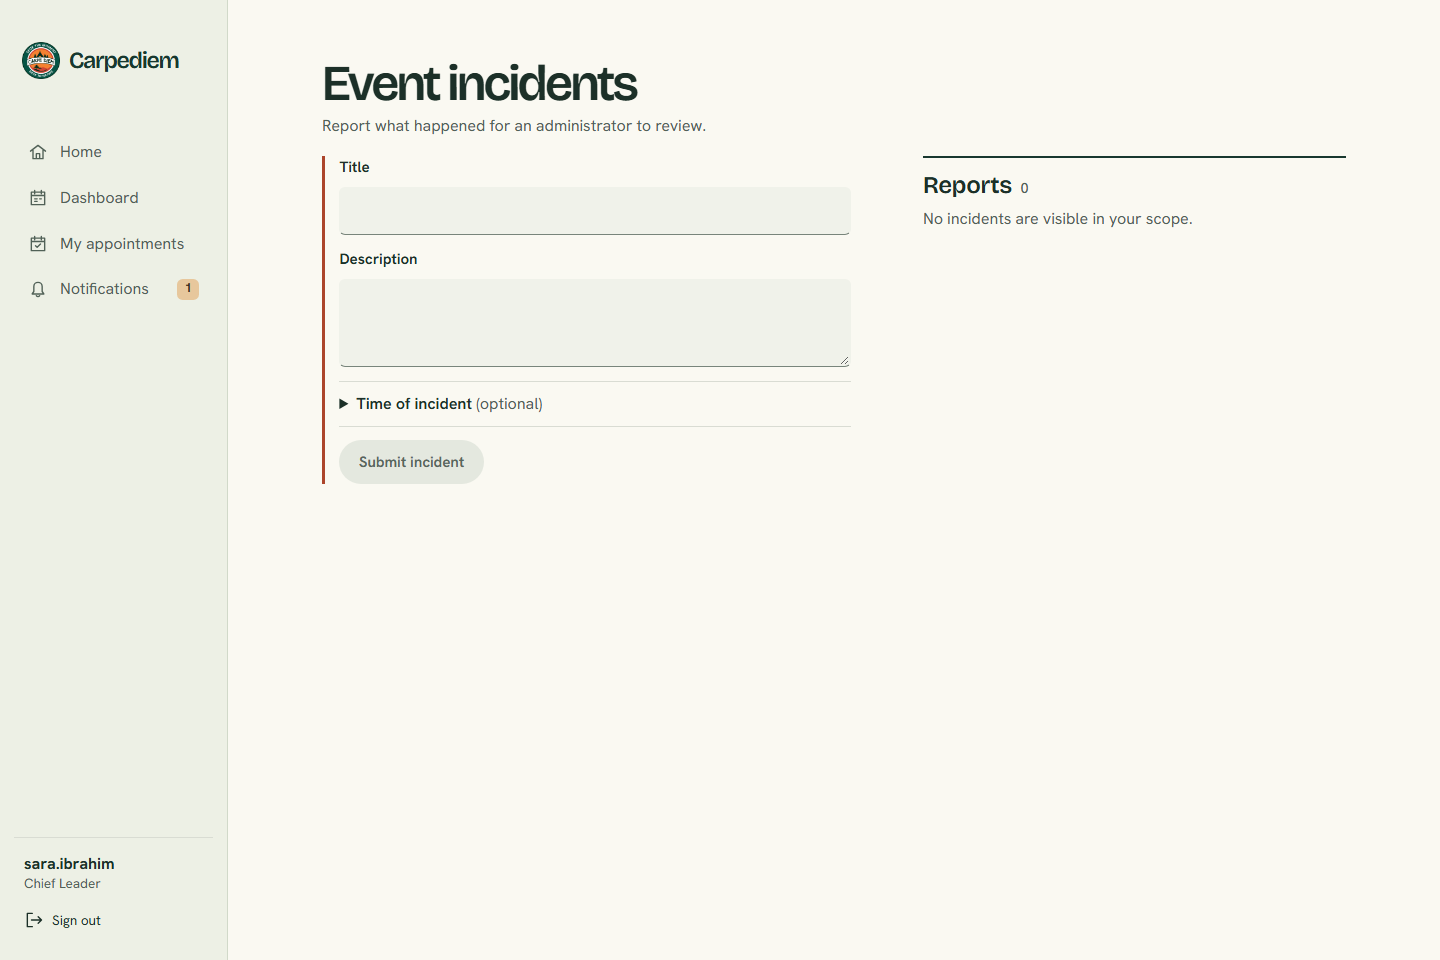 Carpediem
Home
Dashboard
My appointments
Notifications 1
sara.ibrahim
Chief Leader
Sign out
Event incidents
Report what happened for an administrator to review.
Title
Description
Time of incident (optional)
Submit incident
Reports 0
No incidents are visible in your scope.